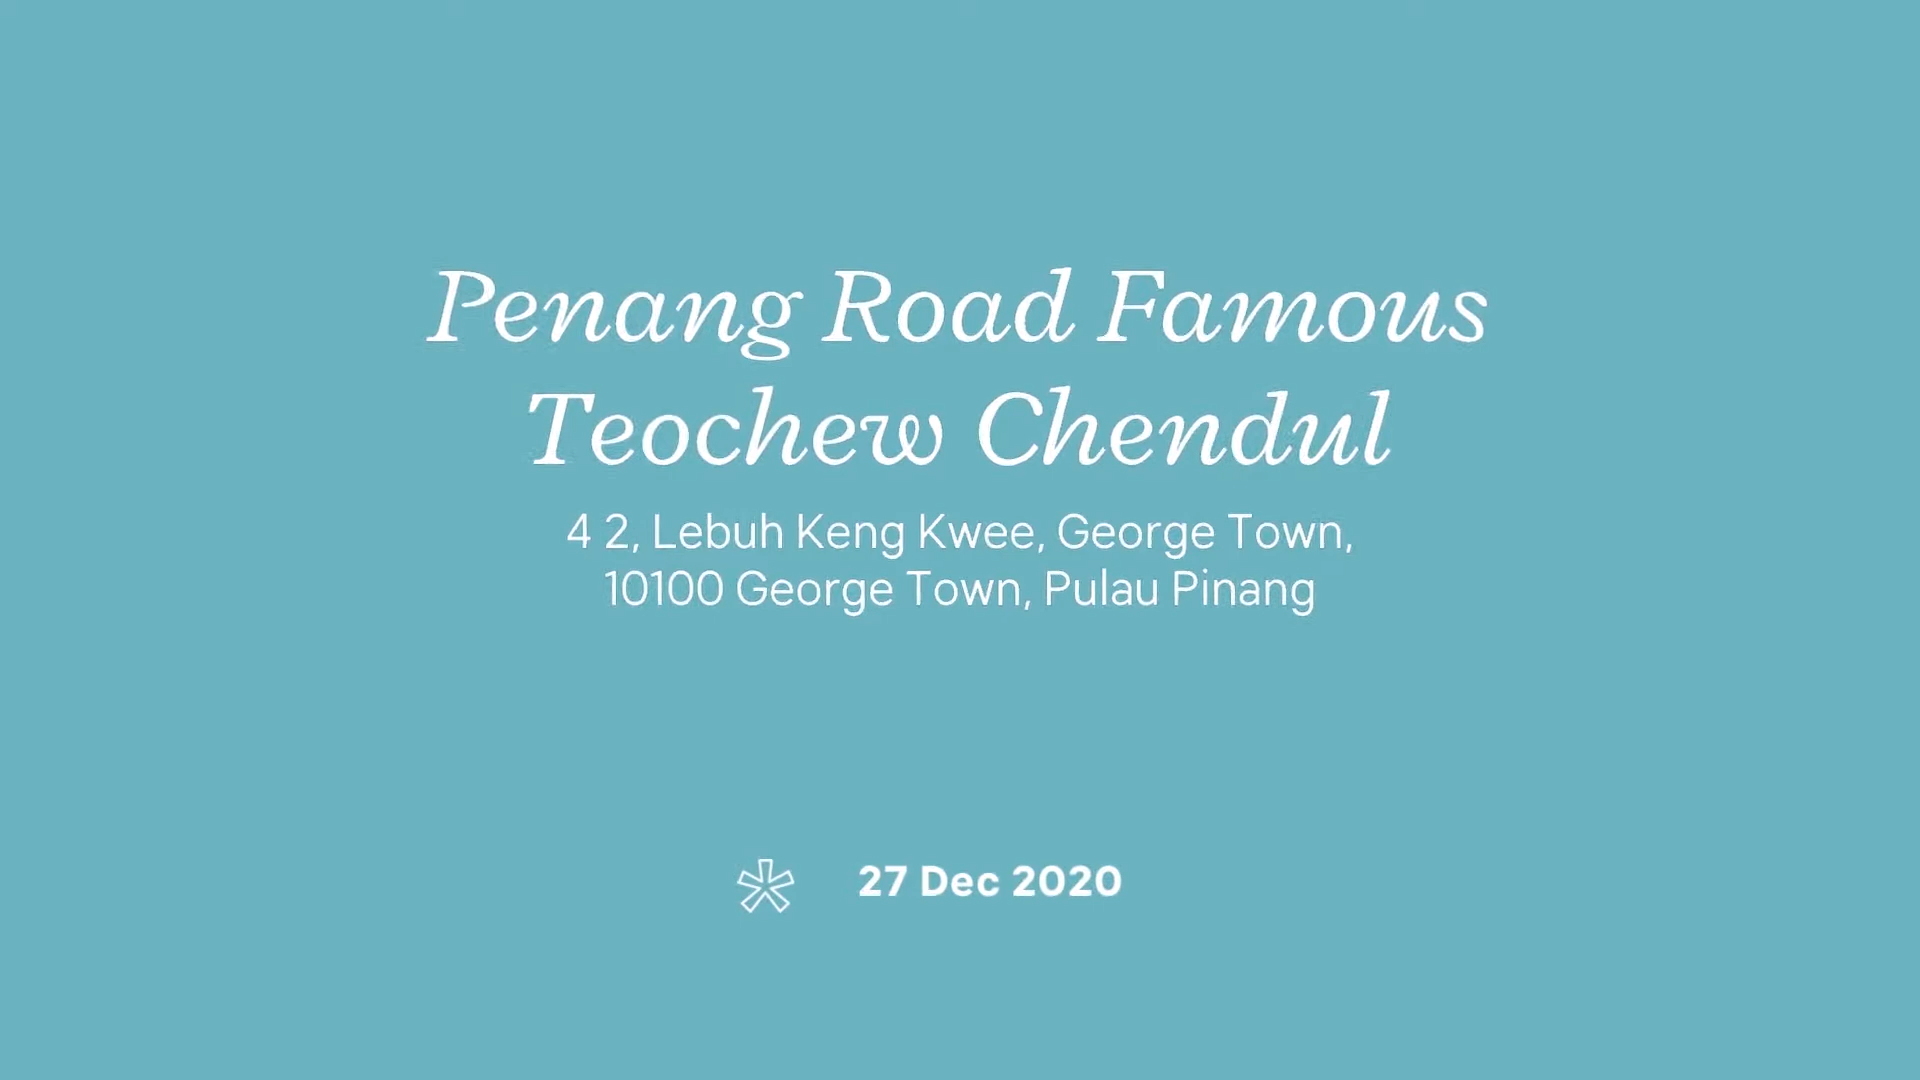 Penang Road Famous
Teochew Chendul
4 2, Lebuh Keng Kwee, George Town,
10100 George Town, Pulau Pinang
27 Dec 2020